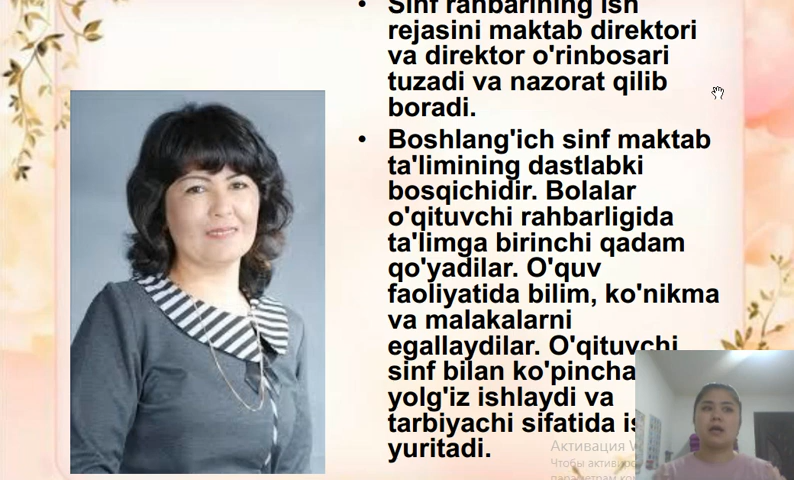 Sinf rahbarining ish
rejasini maktab direktori
va direktor o'rinbosari
tuzadi va nazorat qilib
boradi.
Boshlang'ich sinf maktab
ta'limining dastlabki
bosqichidir. Bolalar
o'qituvchi rahbarligida
ta'limga birinchi qadam
qo'yadilar. O'quv
faoliyatida bilim, ko'nikma
va malakalarni
egallaydilar. O'qituvchi
sinf bilan ko'pincha
yolg'iz ishlaydi va
tarbiyachi sifatida
yuritadi.
Активация
Чтобы